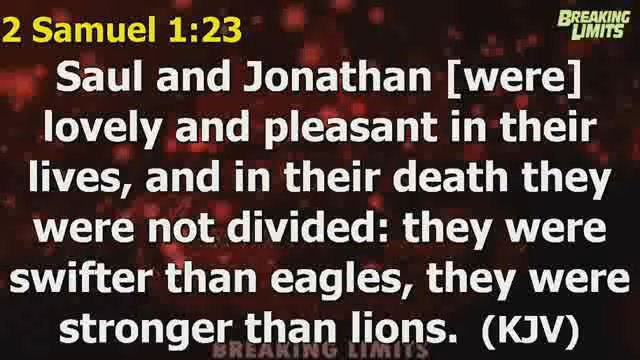 2 Samuel 1:23
BREAKING
LIMITS
Saul and Jonathan [were]
lovely and pleasant in their
lives, and in their death they
were not divided: they were
swifter than eagles, they were
stronger than lions. (KJV)
BREAKING LIMITS